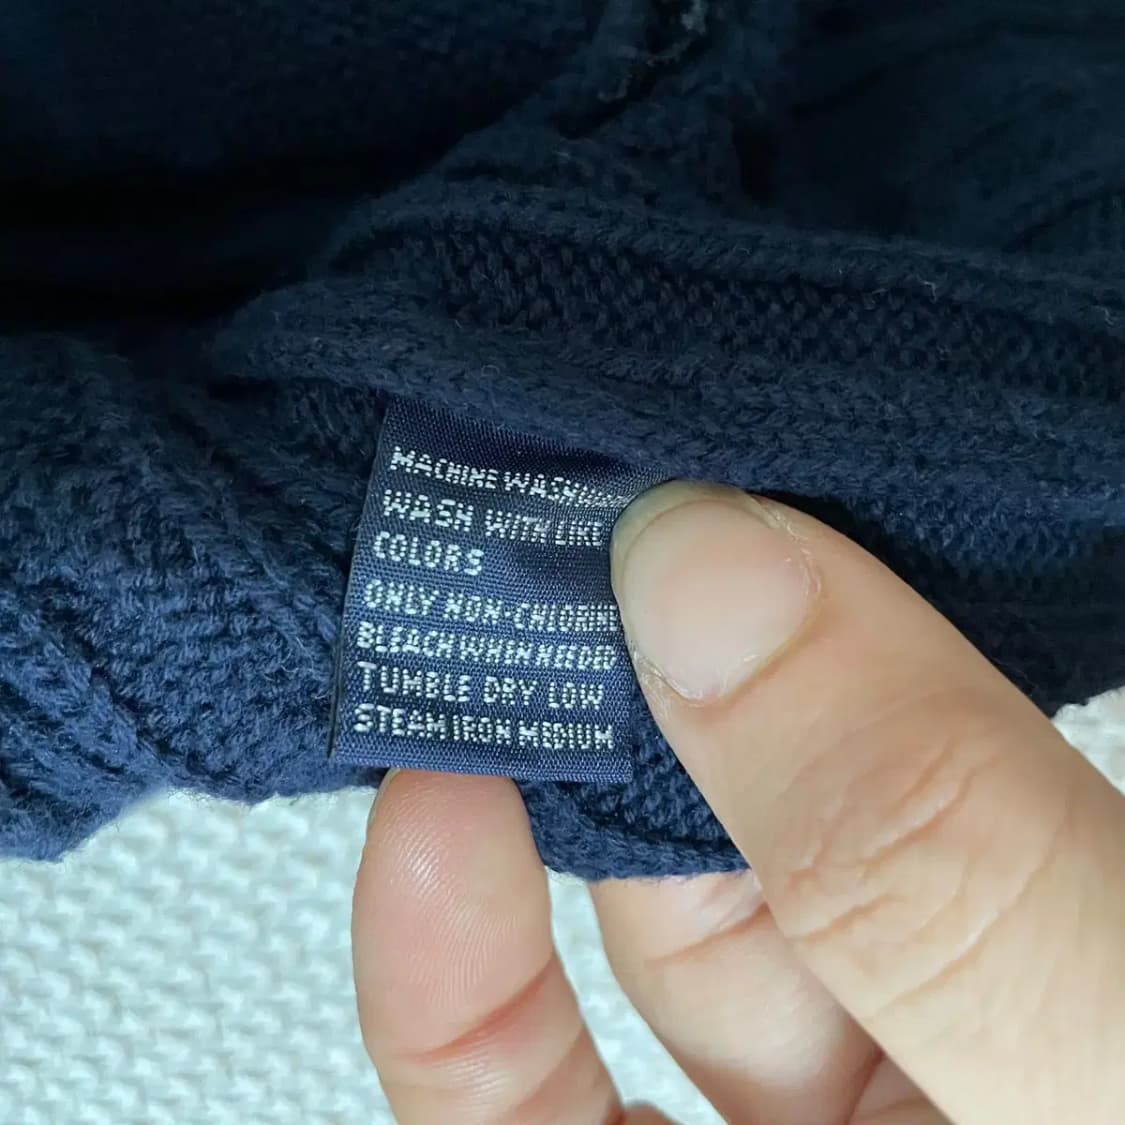 MACHINE WASH
WASH WITH LIKE
COLORS
ONLY NON-CHLORINE
BLEACH WHEN NEEDED
TUMBLE DRY LOW
STEAM IRON MEDIUM